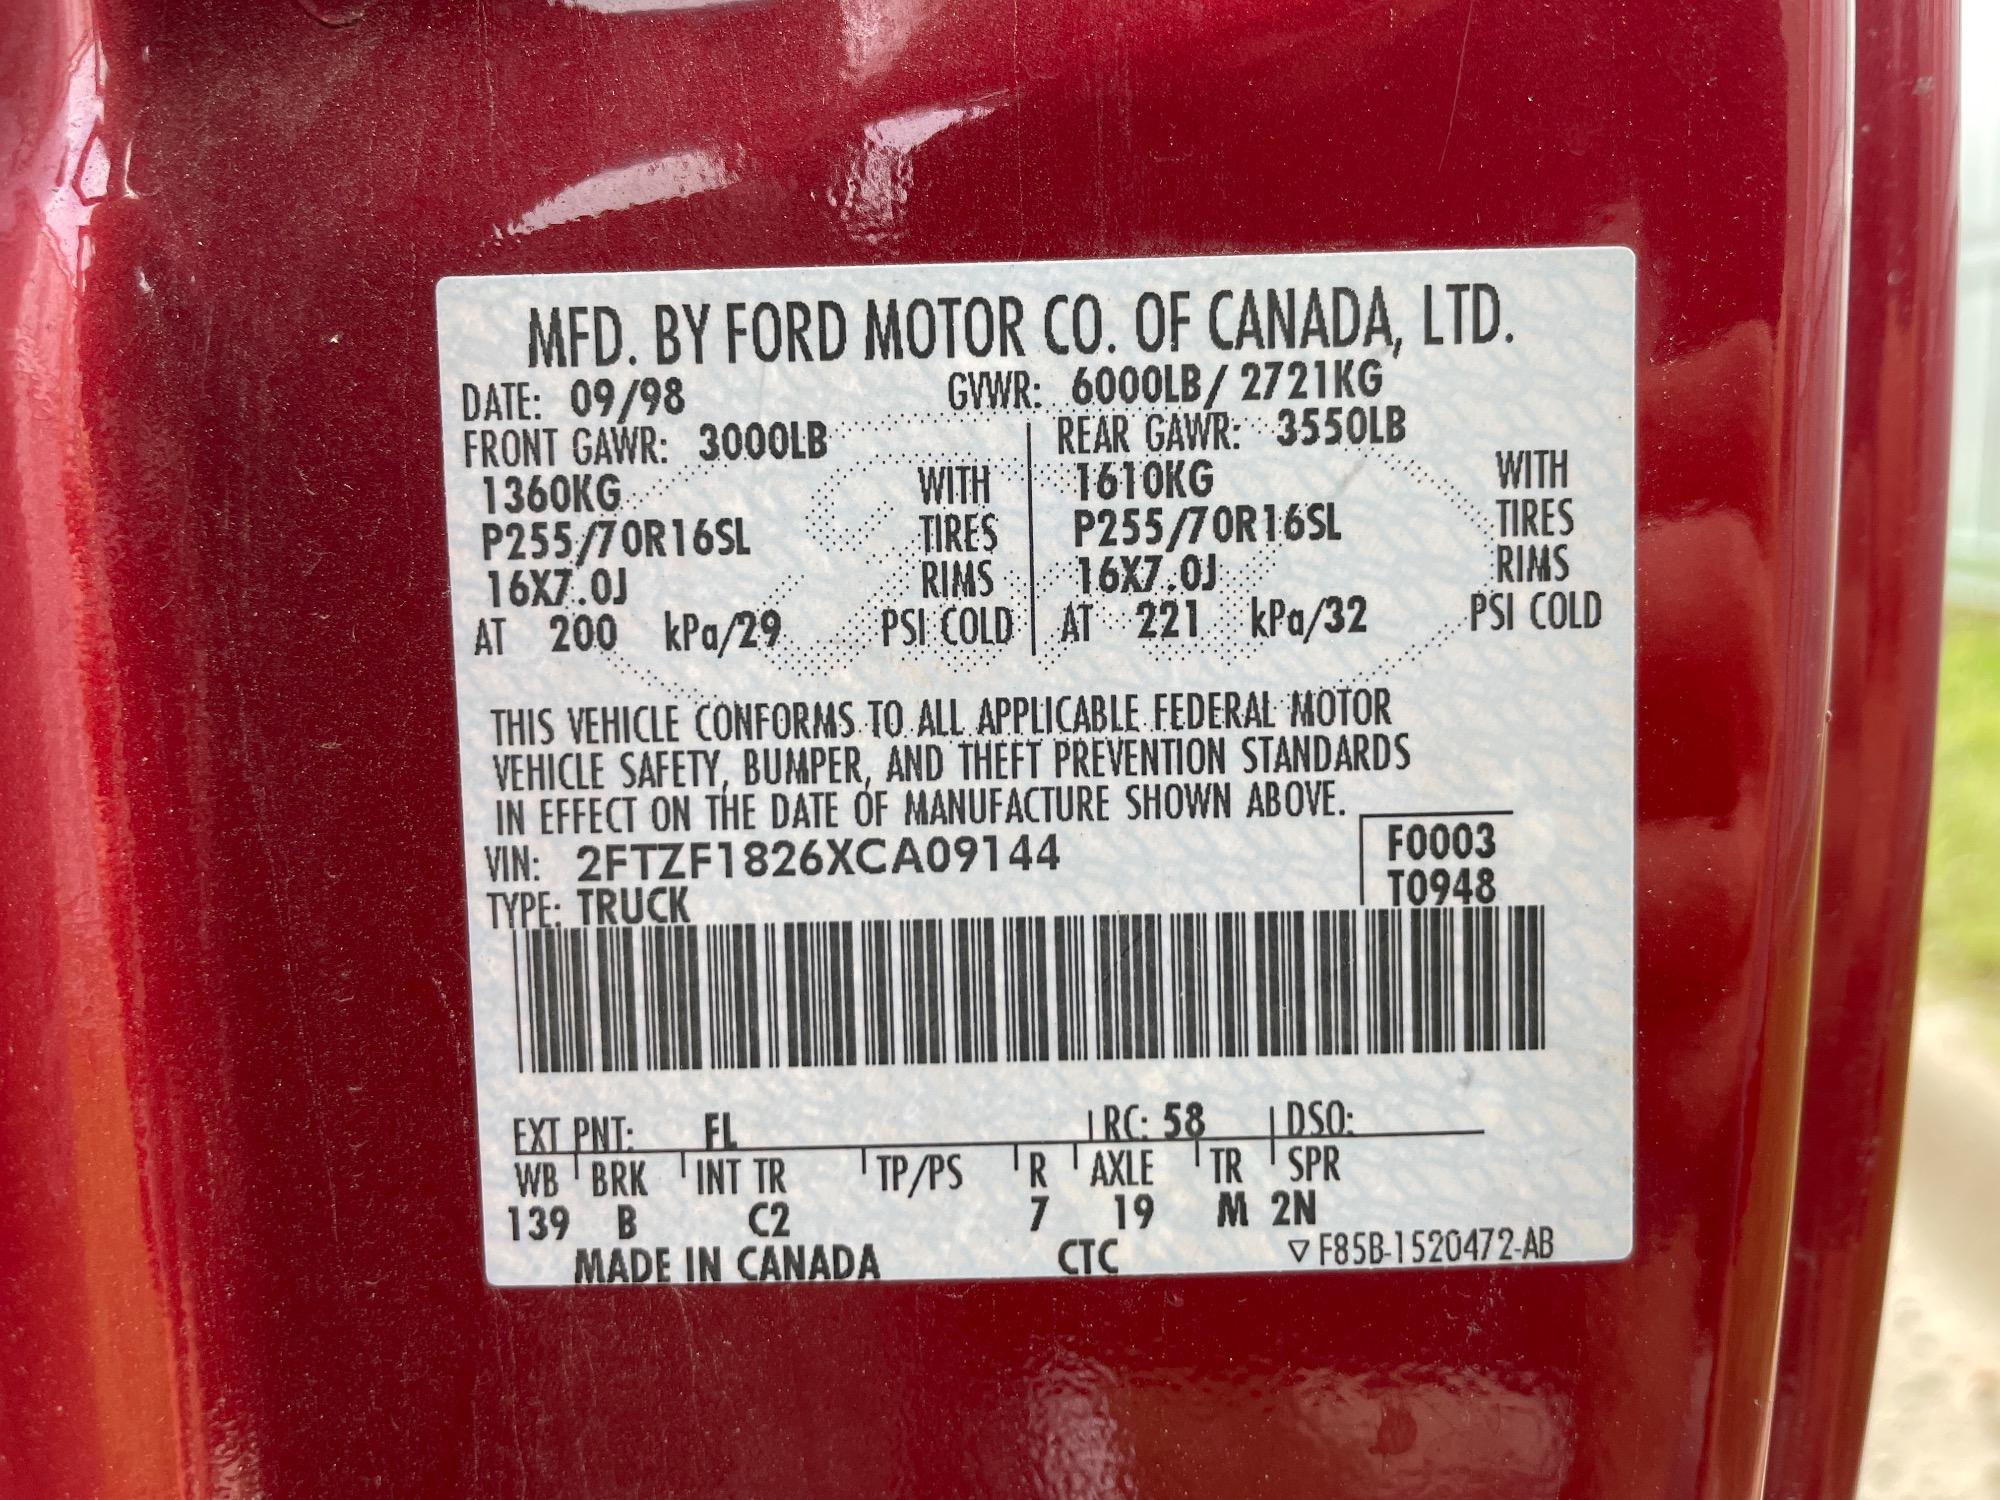 MFD. BY FORD MOTOR CO. OF CANADA, LTD.
DATE: 09/98 GVWR: 6000LB/ 2721KG
FRONT GAWR: 3000LB REAR GAWR: 3550LB
1360KG WITH 1610KG WITH
P255/70R16SL TIRES P255/70R16SL TIRES
16X7.0J RIMS 16X7.0J RIMS
AT 200 kPa/29 PSI COLD AT 221 kPa/32 PSI COLD
THIS VEHICLE CONFORMS TO ALL APPLICABLE FEDERAL MOTOR
VEHICLE SAFETY, BUMPER, AND THEFT PREVENTION STANDARDS
IN EFFECT ON THE DATE OF MANUFACTURE SHOWN ABOVE.
VIN: 2FTZF1826XCA09144 F0003
TYPE: TRUCK T0948
EXT PNT: FL RC: 58 DSO:
WB BRK INT TR TP/PS R AXLE TR SPR
139 B C2 7 19 M 2N
MADE IN CANADA CTC ▽F85B-1520472-AB